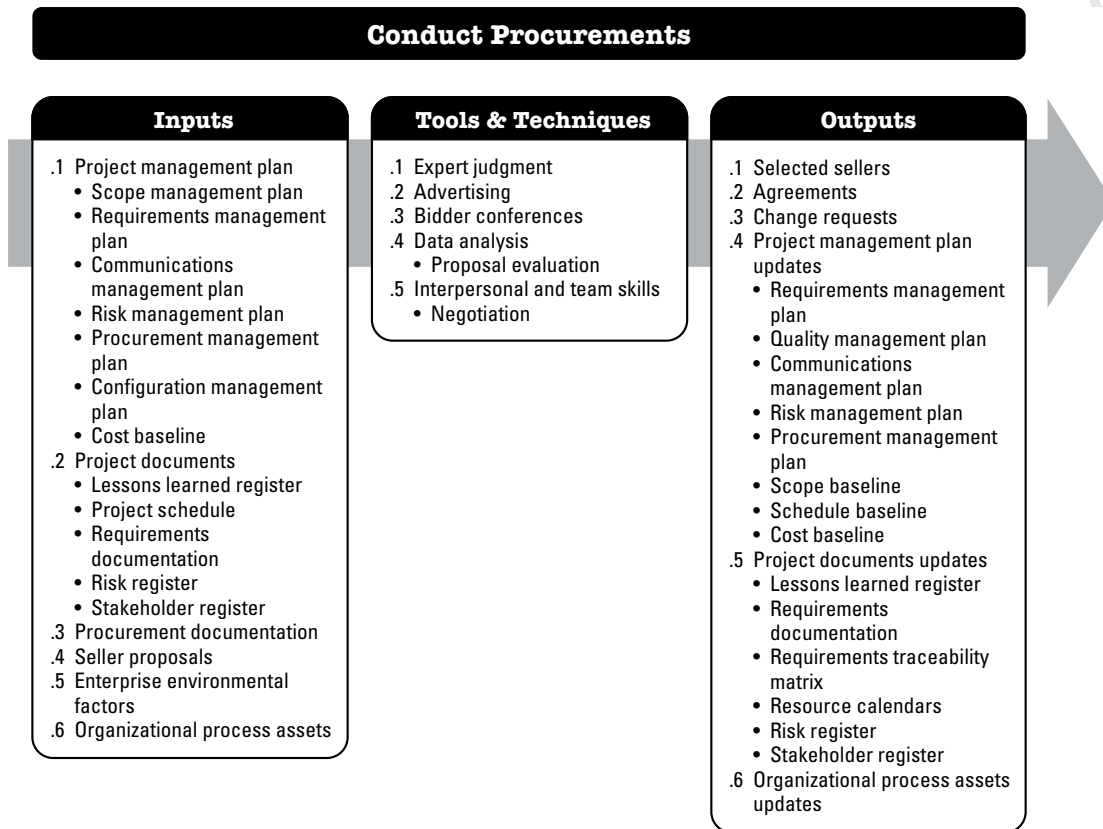 Conduct Procurements
Inputs
.1 Project management plan
• Scope management plan
• Requirements management
plan
• Communications
management plan
• Risk management plan
• Procurement management
plan
• Configuration management
plan
• Cost baseline
.2 Project documents
• Lessons learned register
• Project schedule
• Requirements
documentation
• Risk register
• Stakeholder register
.3 Procurement documentation
.4 Seller proposals
.5 Enterprise environmental
factors
.6 Organizational process assets
Tools & Techniques
.1 Expert judgment
.2 Advertising
.3 Bidder conferences
.4 Data analysis
• Proposal evaluation
.5 Interpersonal and team skills
• Negotiation
Outputs
.1 Selected sellers
.2 Agreements
.3 Change requests
.4 Project management plan
updates
• Requirements management
plan
• Quality management plan
• Communications
management plan
• Risk management plan
• Procurement management
plan
• Scope baseline
• Schedule baseline
• Cost baseline
.5 Project documents updates
• Lessons learned register
• Requirements
documentation
• Requirements traceability
matrix
• Resource calendars
• Risk register
• Stakeholder register
.6 Organizational process assets
updates